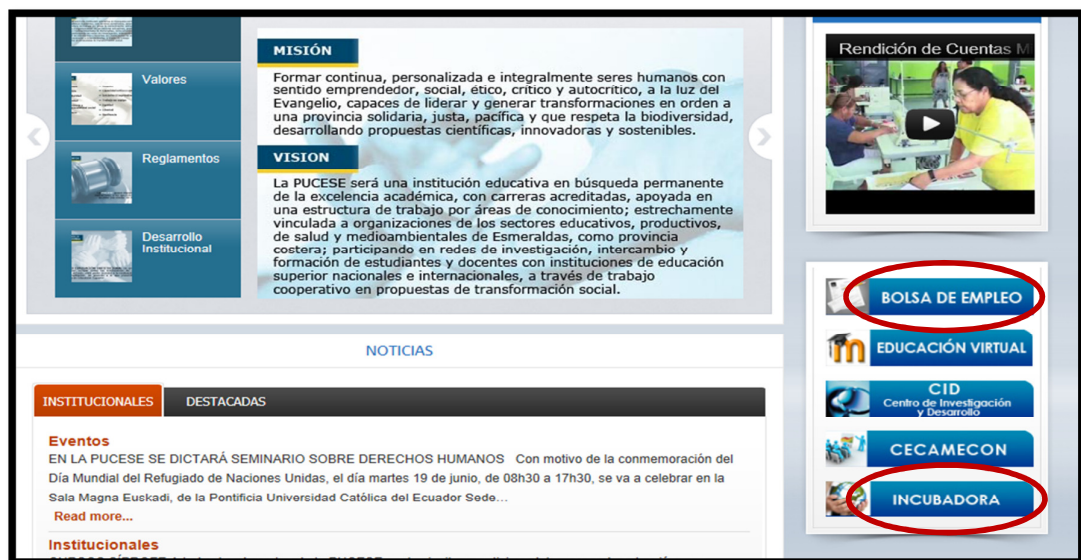 Valores
Reglamentos
Desarrollo
Institucional
MISIÓN
Formar continua, personalizada e integralmente seres humanos con
sentido emprendedor, social, ético, crítico y autocrítico, a la luz del
Evangelio, capaces de liderar y generar transformaciones en orden a
una provincia solidaria, justa, pacífica y que respeta la biodiversidad,
desarrollando propuestas científicas, innovadoras y sostenibles.
VISION
La PUCESE será una institución educativa en búsqueda permanente
de la excelencia académica, con carreras acreditadas, apoyada en
una estructura de trabajo por áreas de conocimiento; estrechamente
vinculada a organizaciones de los sectores educativos, productivos,
de salud y medioambientales de Esmeraldas, como provincia
costera; participando en redes de investigación, intercambio y
formación de estudiantes y docentes con instituciones de educación
superior nacionales e internacionales, a través de trabajo
cooperativo en propuestas de transformación social.
Rendición de Cuentas M
BOLSA DE EMPLEO
EDUCACIÓN VIRTUAL
CID
Centro de Investigación
y Desarrollo
CECAMECON
INCUBADORA
NOTICIAS
INSTITUCIONALES DESTACADAS
Eventos
EN LA PUCESE SE DICTARÁ SEMINARIO SOBRE DERECHOS HUMANOS Con motivo de la conmemoración del
Día Mundial del Refugiado de Naciones Unidas, el día martes 19 de junio, de 08h30 a 17h30, se va a celebrar en la
Sala Magna Euskadi, de la Pontificia Universidad Católica del Ecuador Sede...
Read more...
Institucionales